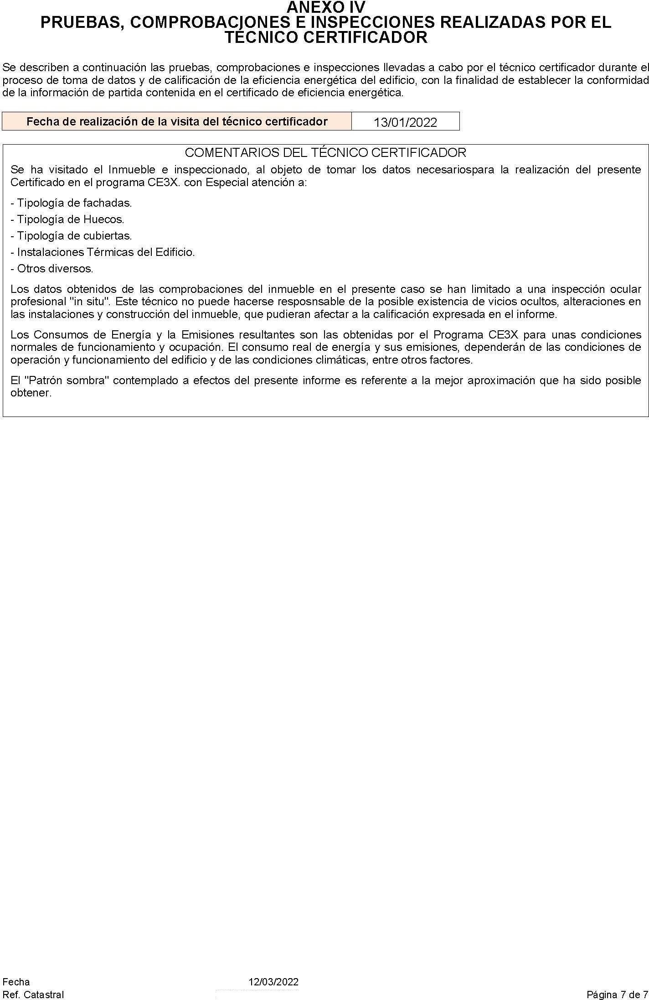 ANEXO IV
PRUEBAS, COMPROBACIONES E INSPECCIONES REALIZADAS POR EL
TÉCNICO CERTIFICADOR
Se describen a continuación las pruebas, comprobaciones e inspecciones llevadas a cabo por el técnico certificador durante el
proceso de toma de datos y de calificación de la eficiencia energética del edificio, con la finalidad de establecer la conformidad
de la información de partida contenida en el certificado de eficiencia energética.
Fecha de realización de la visita del técnico certificador 13/01/2022
COMENTARIOS DEL TÉCNICO CERTIFICADOR
Se ha visitado el Inmueble e inspeccionado, al objeto de tomar los datos necesariospara la realización del presente
Certificado en el programa CE3X. con Especial atención a:
- Tipología de fachadas.
- Tipología de Huecos.
- Tipología de cubiertas.
- Instalaciones Térmicas del Edificio.
- Otros diversos.
Los datos obtenidos de las comprobaciones del inmueble en el presente caso se han limitado a una inspección ocular
profesional "in situ". Este técnico no puede hacerse resposnsable de la posible existencia de vicios ocultos, alteraciones en
las instalaciones y construcción del inmueble, que pudieran afectar a la calificación expresada en el informe.
Los Consumos de Energía y la Emisiones resultantes son las obtenidas por el Programa CE3X para unas condiciones
normales de funcionamiento y ocupación. El consumo real de energía y sus emisiones, dependerán de las condiciones de
operación y funcionamiento del edificio y de las condiciones climáticas, entre otros factores.
El "Patrón sombra" contemplado a efectos del presente informe es referente a la mejor aproximación que ha sido posible
obtener.
Fecha 12/03/2022
Ref. Catastral Página 7 de 7